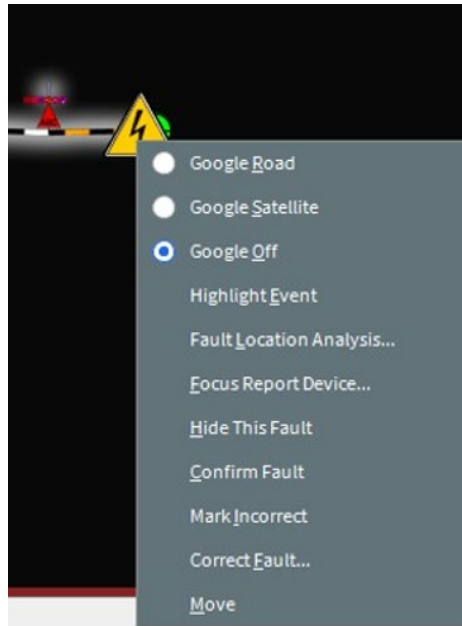 Google Road
Google Satellite
Google Off
Highlight Event
Fault Location Analysis...
Focus Report Device...
Hide This Fault
Confirm Fault
Mark Incorrect
Correct Fault...
Move